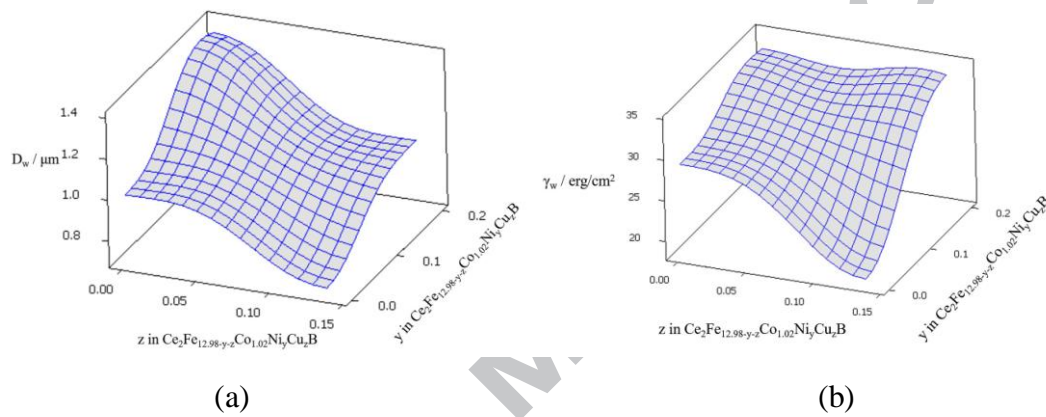 1.4
1.2
1.0
0.8
D_w / μm
0.00
0.05
0.10
0.15
z in Ce₂Fe₁₂.₉₈₋y₋zCo₁.₀₂NiyCuzB
0.0
0.1
0.2
y in Ce₂Fe₁₂.₉₈₋y₋zCo₁.₀₂NiyCuzB
(a)
35
30
25
20
γ_w / erg/cm²
0.00
0.05
0.10
0.15
z in Ce₂Fe₁₂.₉₈₋y₋zCo₁.₀₂NiyCuzB
0.0
0.1
0.2
y in Ce₂Fe₁₂.₉₈₋y₋zCo₁.₀₂NiyCuzB
(b)